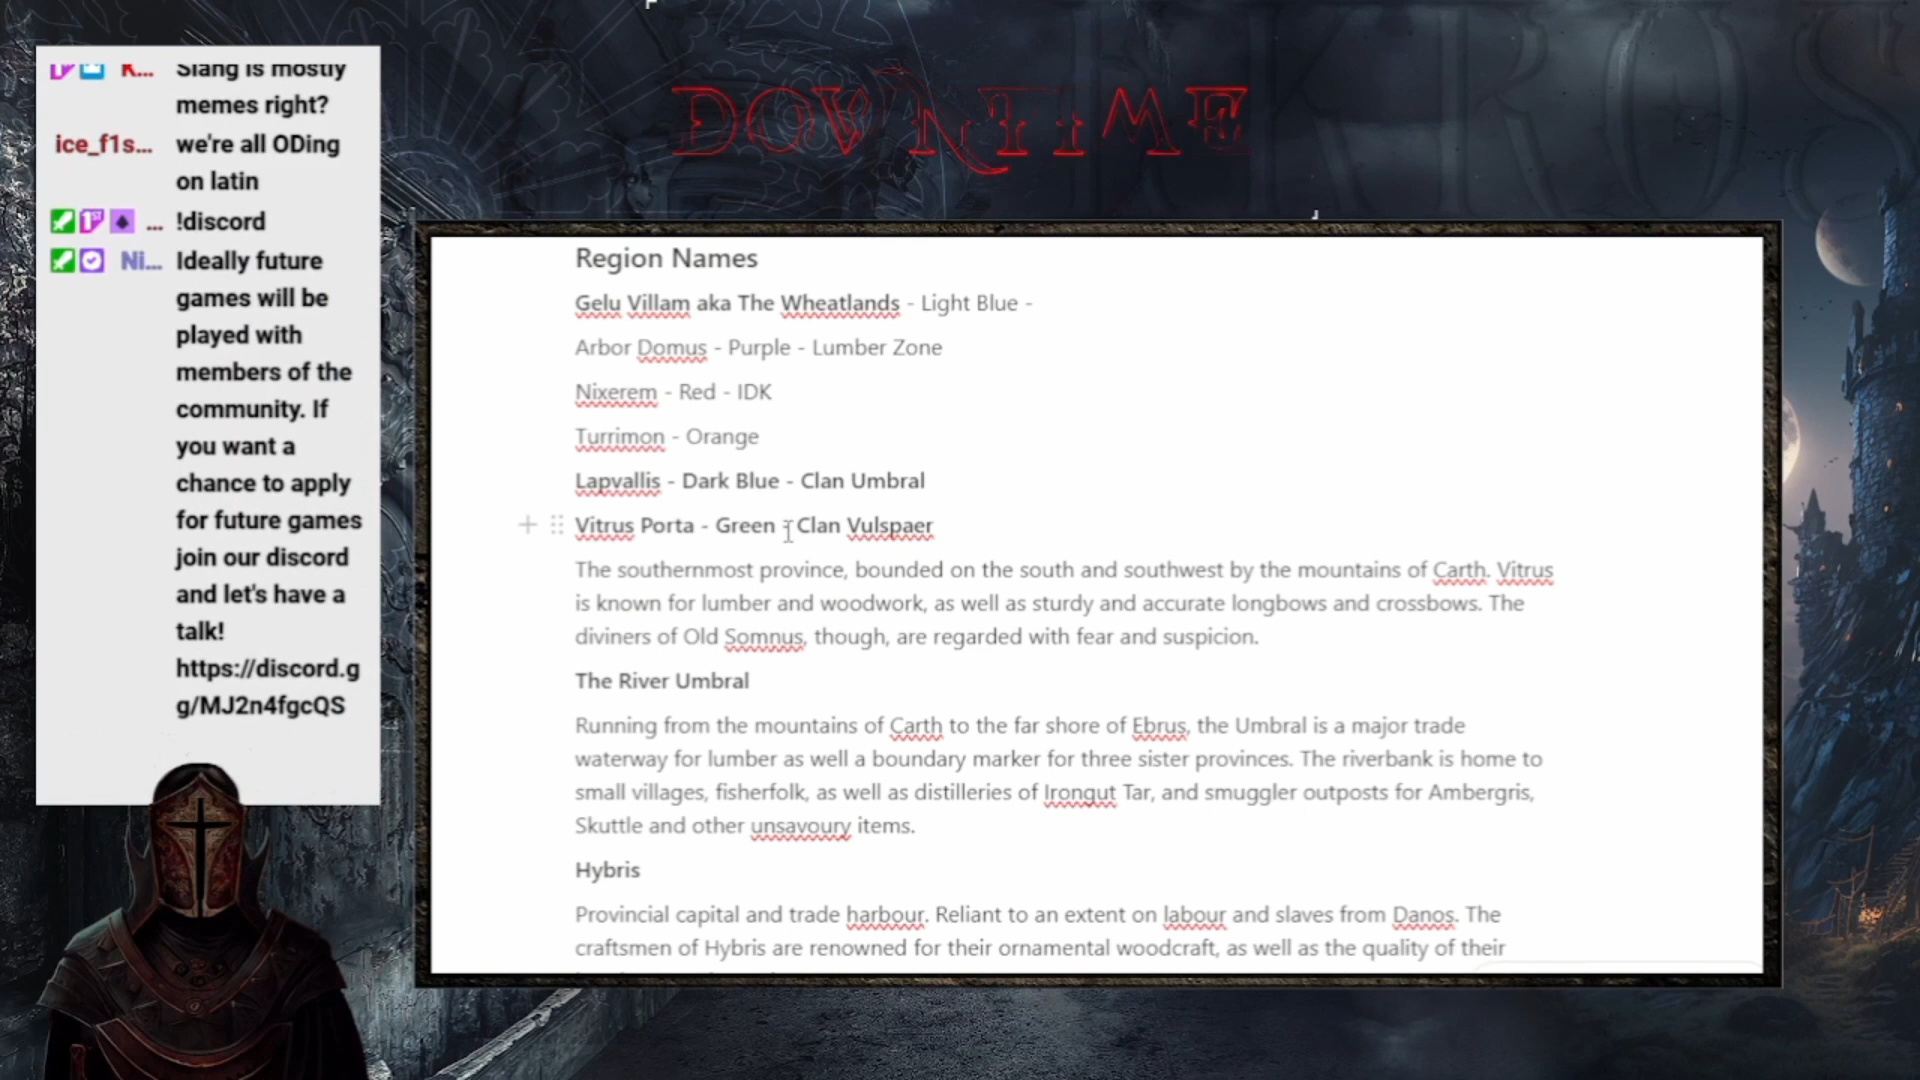 DOWNTIME
K... Slang is mostly
memes right?
ice_f1s... we're all ODing
on latin
... !discord
Ni... Ideally future
games will be
played with
members of the
community. If
you want a
chance to apply
for future games
join our discord
and let's have a
talk!
https://discord.g
g/MJ2n4fgcQS
Region Names
Gelu Villam aka The Wheatlands - Light Blue -
Arbor Domus - Purple - Lumber Zone
Nixerem - Red - IDK
Turrimon - Orange
Lapvallis - Dark Blue - Clan Umbral
Vitrus Porta - Green - Clan Vulspaer
The southernmost province, bounded on the south and southwest by the mountains of Carth. Vitrus
is known for lumber and woodwork, as well as sturdy and accurate longbows and crossbows. The
diviners of Old Somnus, though, are regarded with fear and suspicion.
The River Umbral
Running from the mountains of Carth to the far shore of Ebrus, the Umbral is a major trade
waterway for lumber as well a boundary marker for three sister provinces. The riverbank is home to
small villages, fisherfolk, as well as distilleries of Irongut Tar, and smuggler outposts for Ambergris,
Skuttle and other unsavoury items.
Hybris
Provincial capital and trade harbour. Reliant to an extent on labour and slaves from Danos. The
craftsmen of Hybris are renowned for their ornamental woodcraft, as well as the quality of their